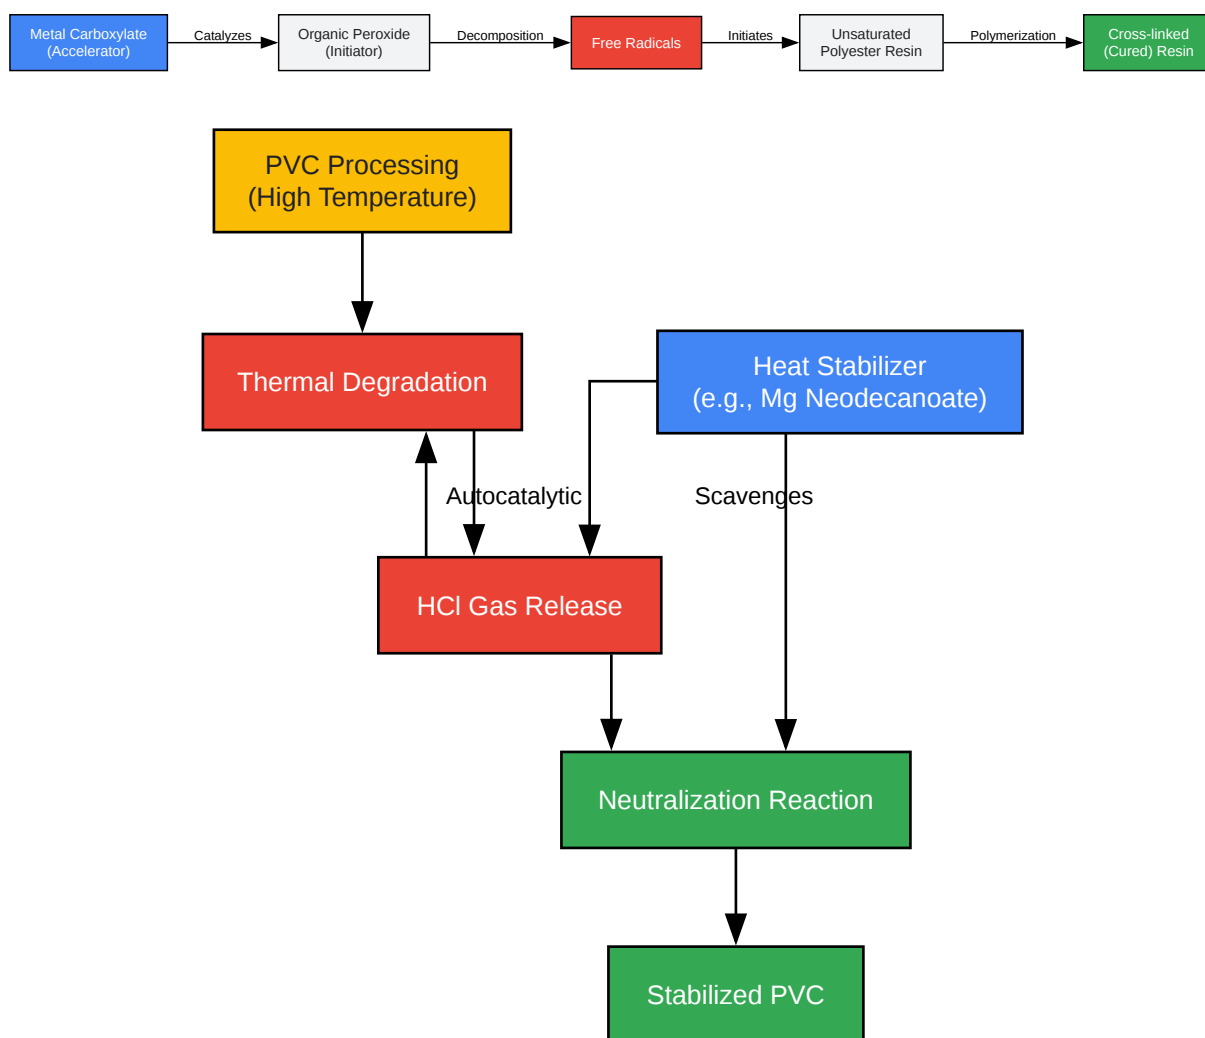 Metal Carboxylate
(Accelerator)
Catalyzes
Organic Peroxide
(Initiator)
Decomposition
Free Radicals
Initiates
Unsaturated
Polyester Resin
Polymerization
Cross-linked
(Cured) Resin
PVC Processing
(High Temperature)
Thermal Degradation
Heat Stabilizer
(e.g., Mg Neodecanoate)
Autocatalytic
Scavenges
HCl Gas Release
Neutralization Reaction
Stabilized PVC